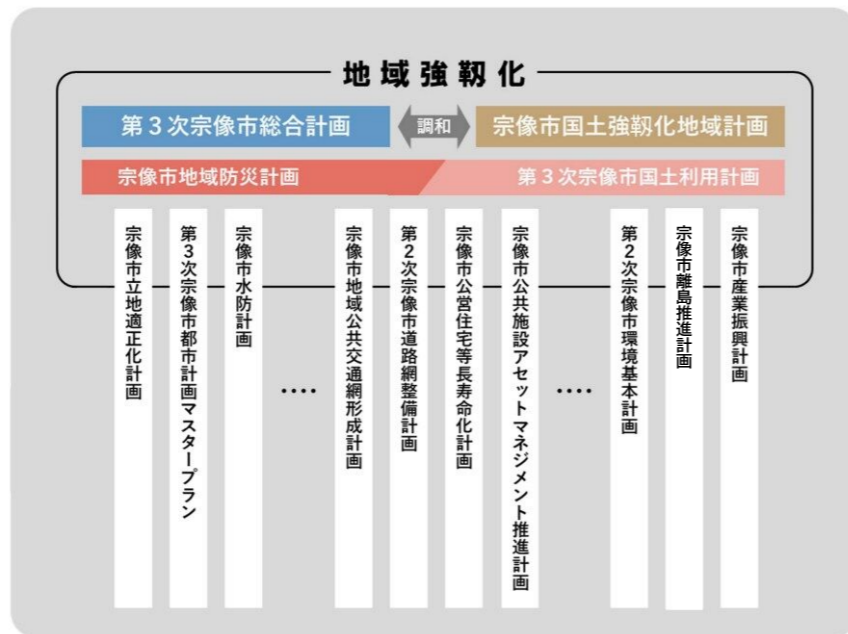 地域強靱化
第3次宗像市総合計画
調和
宗像市国土強靱化地域計画
宗像市地域防災計画
第3次宗像市国土利用計画
宗像市立地適正化計画
第3次宗像市都市計画マスタープラン
宗像市水防計画
‥‥
宗像市地域公共交通網形成計画
第2次宗像市道路網整備計画
宗像市公営住宅等長寿命化計画
宗像市公共施設アセットマネジメント推進計画
‥‥
第2次宗像市環境基本計画
宗像市離島推進計画
宗像市産業振興計画